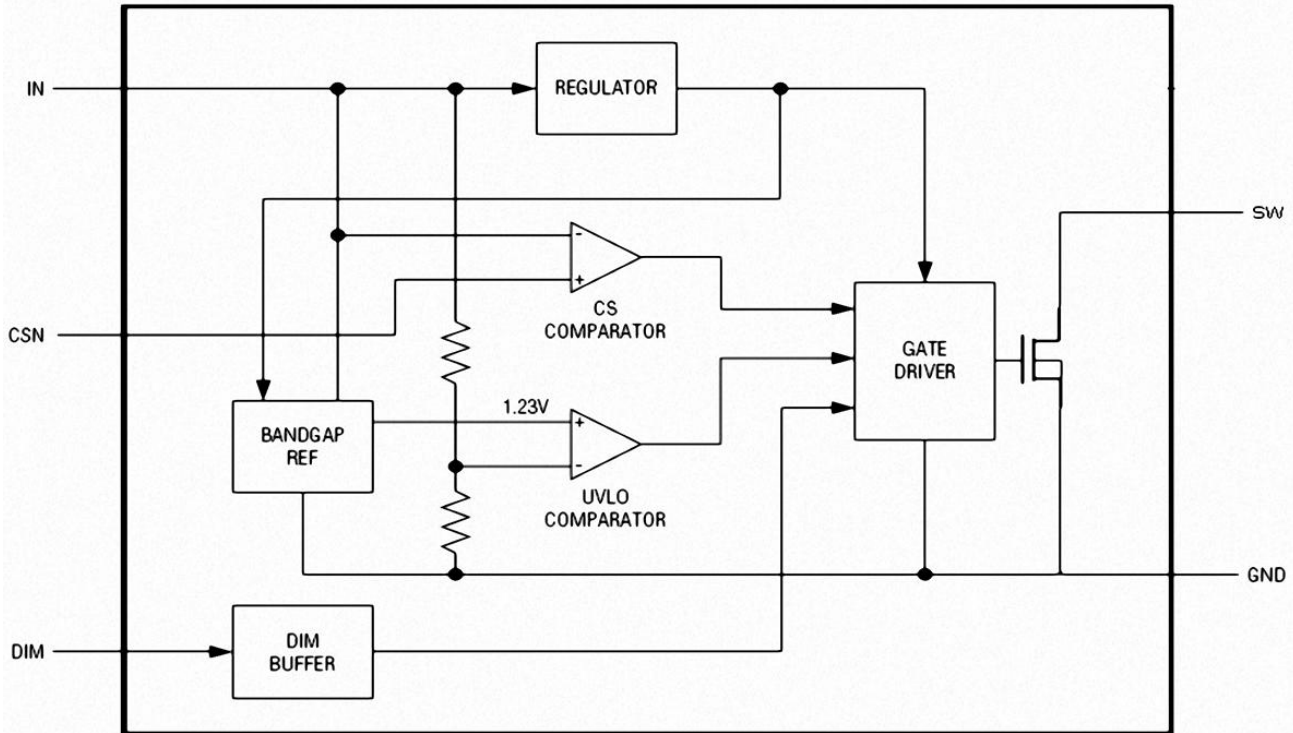 IN
REGULATOR
SW
-
+
CS
COMPARATOR
CSN
GATE
DRIVER
1.23V
+
-
BANDGAP
REF
UVLO
COMPARATOR
GND
DIM
DIM
BUFFER